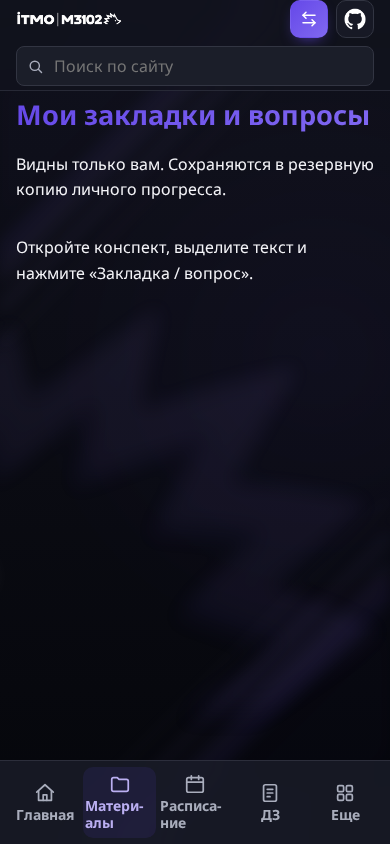 iTMO | M3102
Поиск по сайту
Мои закладки и вопросы
Видны только вам. Сохраняются в резервную
копию личного прогресса.
Откройте конспект, выделите текст и
нажмите «Закладка / вопрос».
Главная
Матери-
алы
Расписа-
ние
ДЗ
Еще